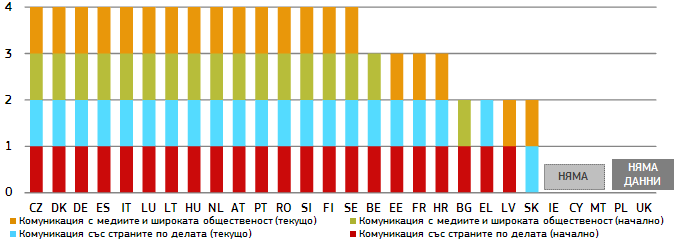 4
3
2
1
0
НЯМА
НЯМА
ДАННИ
CZ DK DE ES IT LU LT HU NL AT PT RO SI FI SE BE EE FR HR BG EL LV SK IE CY MT PL UK
Комуникация с медиите и широката общественост (текущо) Комуникация с медиите и широката общественост (начално)
Комуникация със страните по делата (текущо) Комуникация със страните по делата (начално)